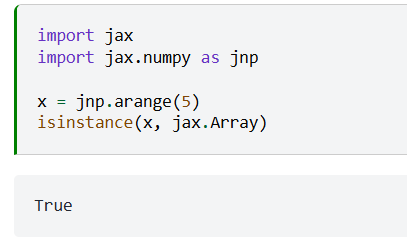 import jax
import jax.numpy as jnp
x = jnp.arange(5)
isinstance(x, jax.Array)
True